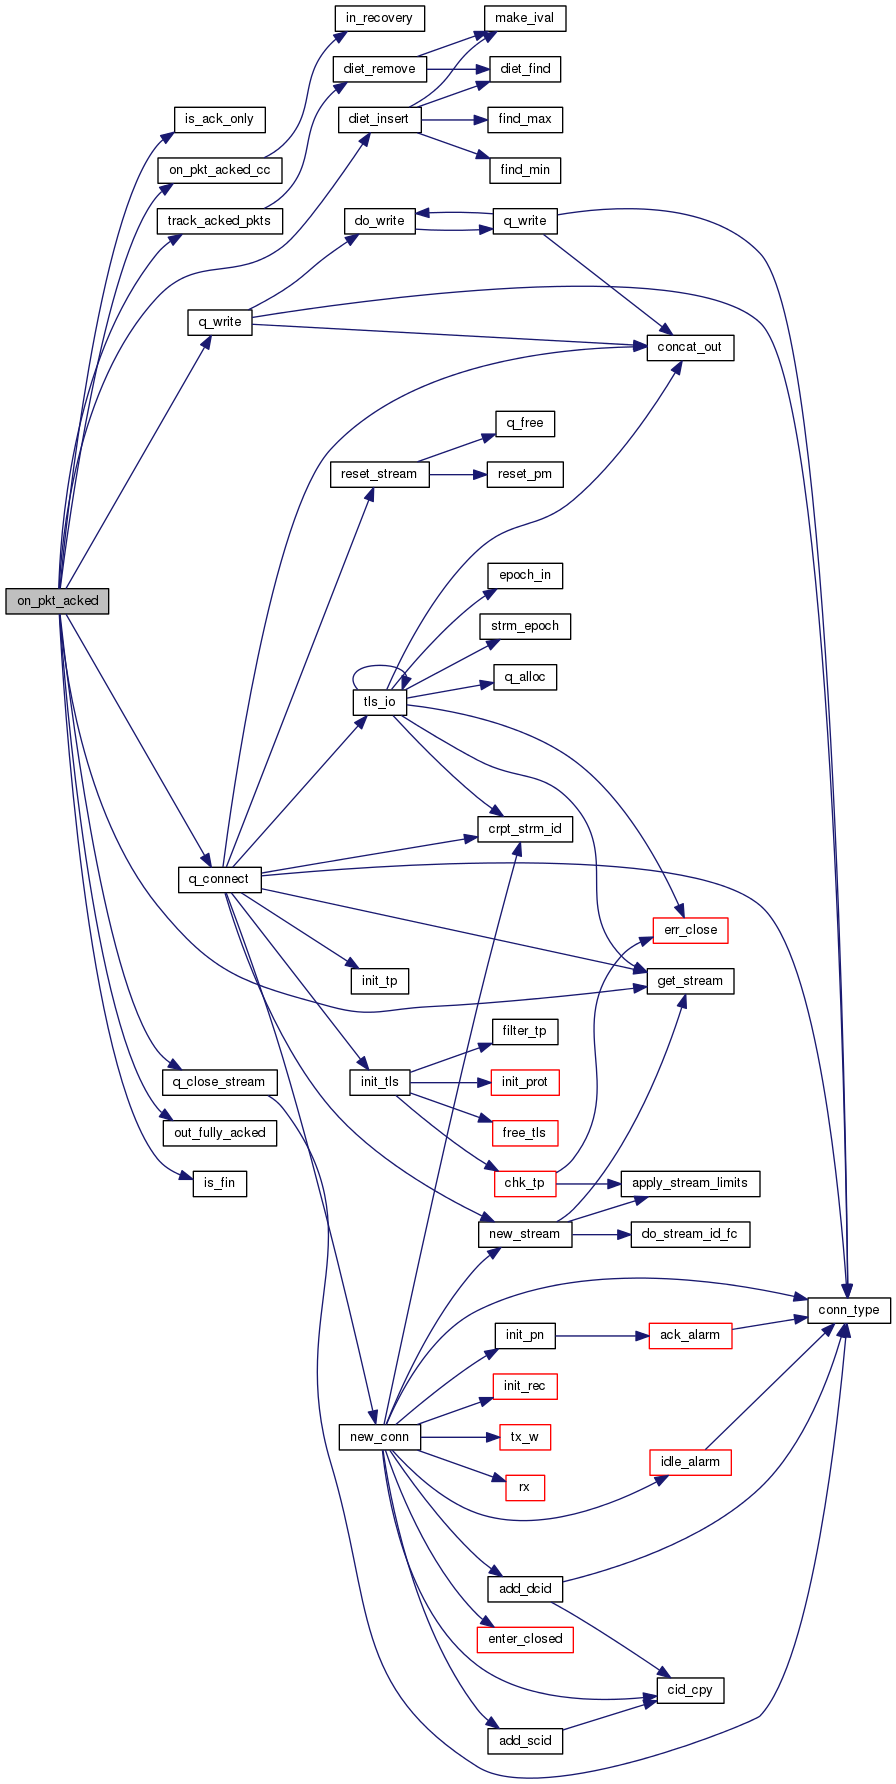 in_recovery
make_ival
diet_remove
diet_find
is_ack_only
diet_insert
find_max
on_pkt_acked_cc
find_min
track_acked_pkts
do_write
q_write
q_write
concat_out
q_free
reset_stream
reset_pm
epoch_in
on_pkt_acked
strm_epoch
q_alloc
tls_io
crpt_strm_id
q_connect
err_close
init_tp
get_stream
filter_tp
q_close_stream
init_tls
init_prot
out_fully_acked
free_tls
is_fin
chk_tp
apply_stream_limits
new_stream
do_stream_id_fc
conn_type
init_pn
ack_alarm
init_rec
new_conn
tx_w
idle_alarm
rx
add_dcid
enter_closed
cid_cpy
add_scid